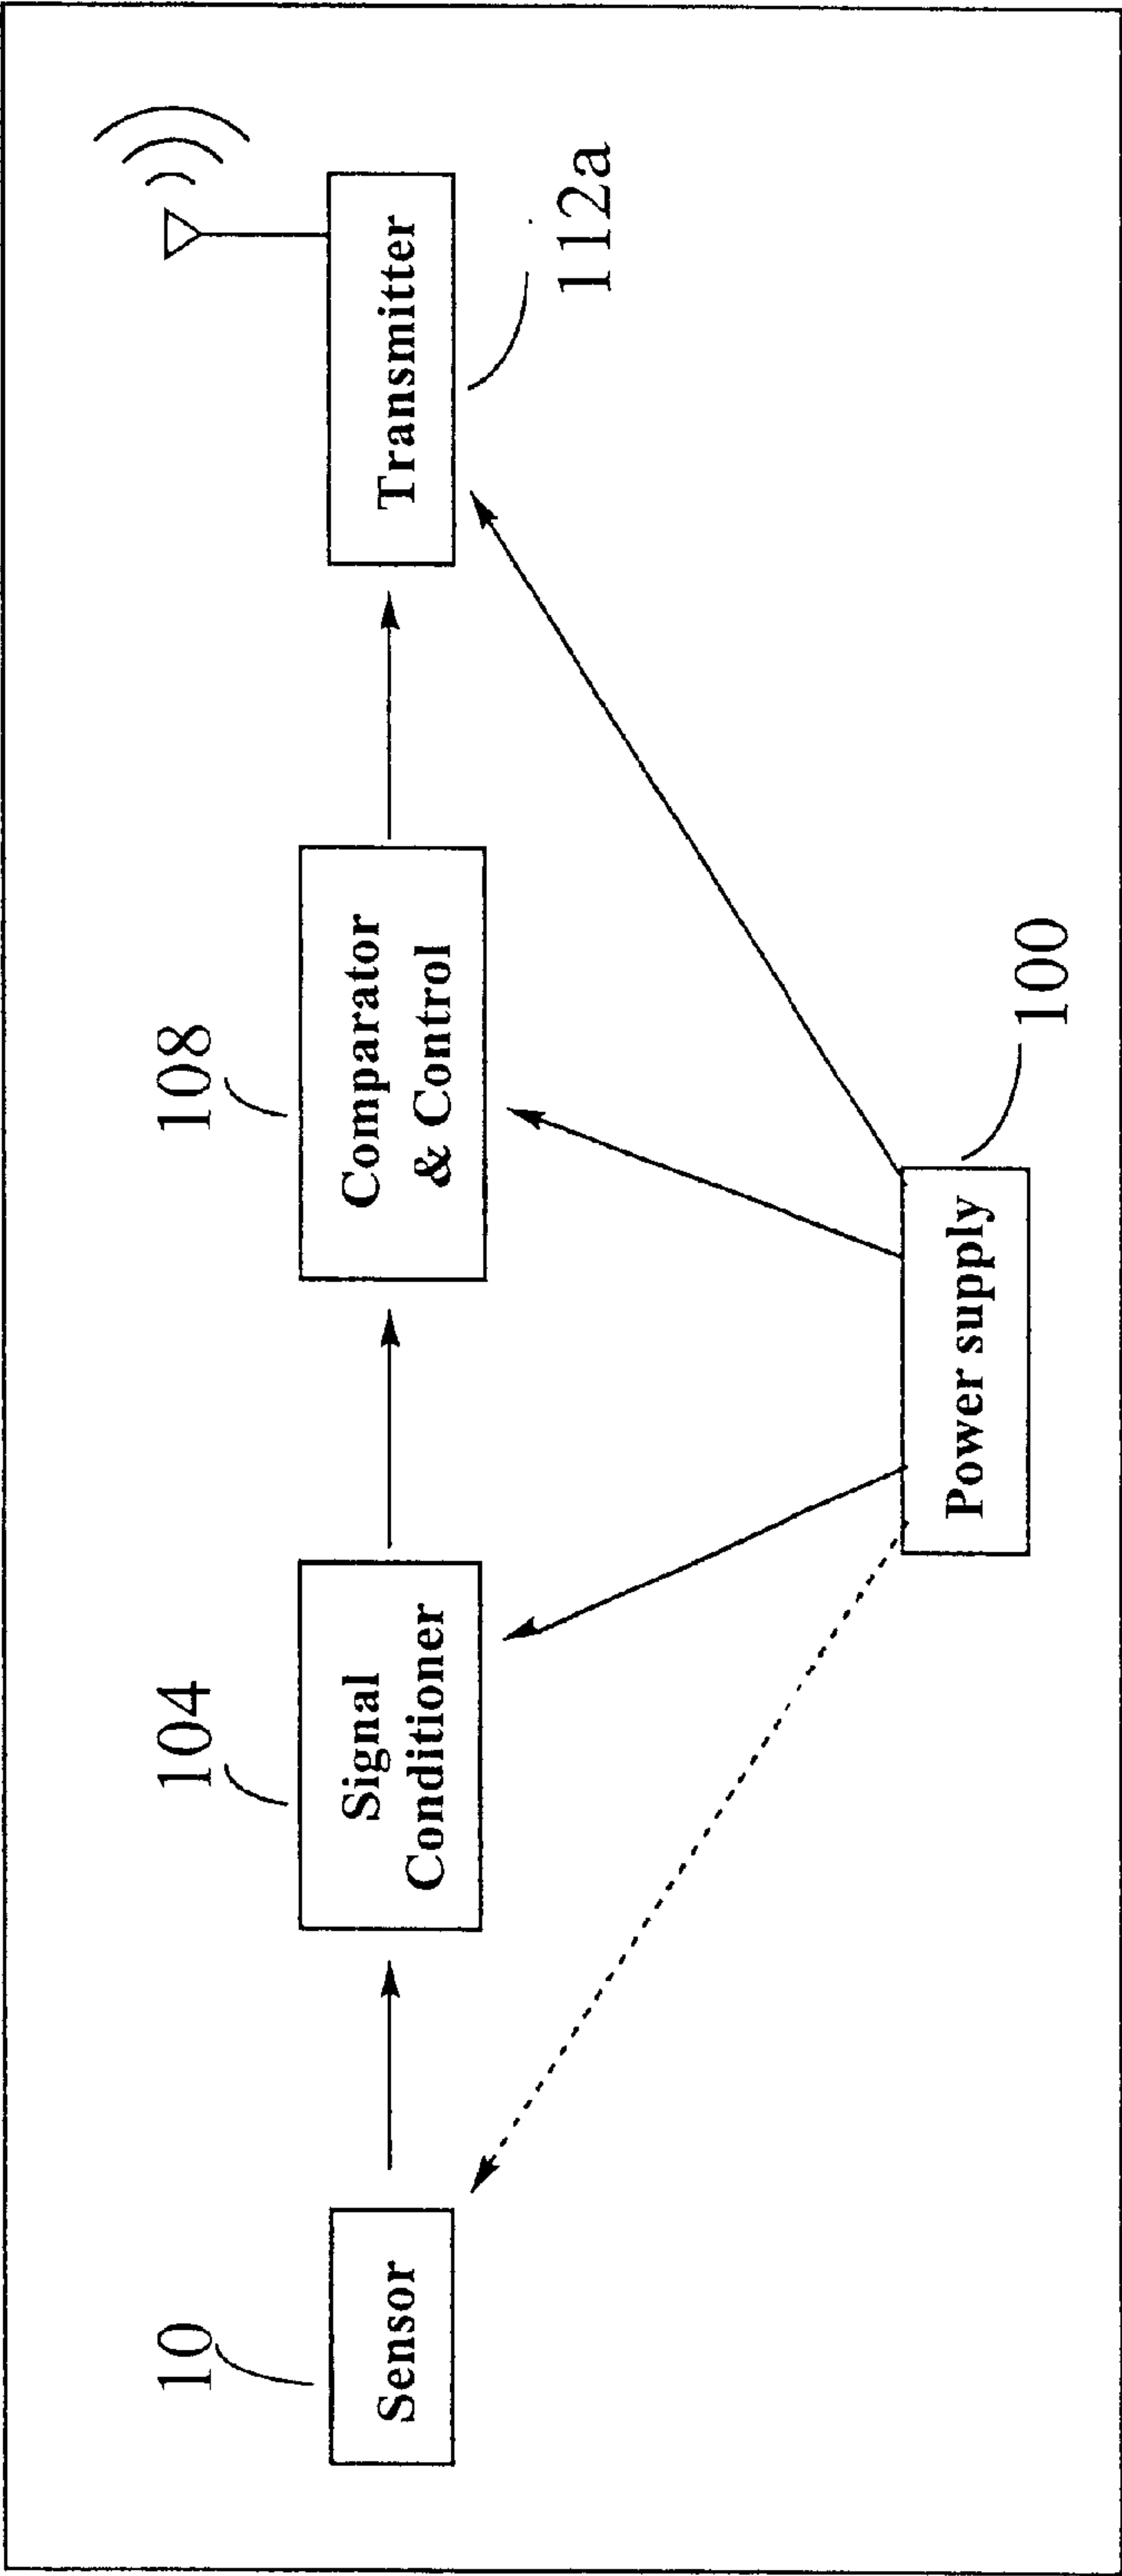 10
Sensor
104
Signal
Conditioner
108
Comparator
& Control
Transmitter
112a
Power supply
100